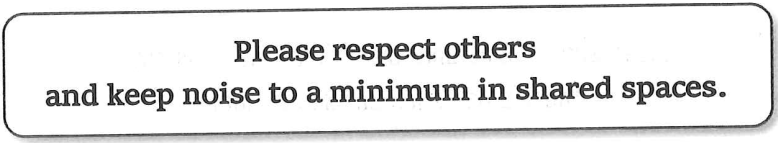 Please respect others
and keep noise to a minimum in shared spaces.